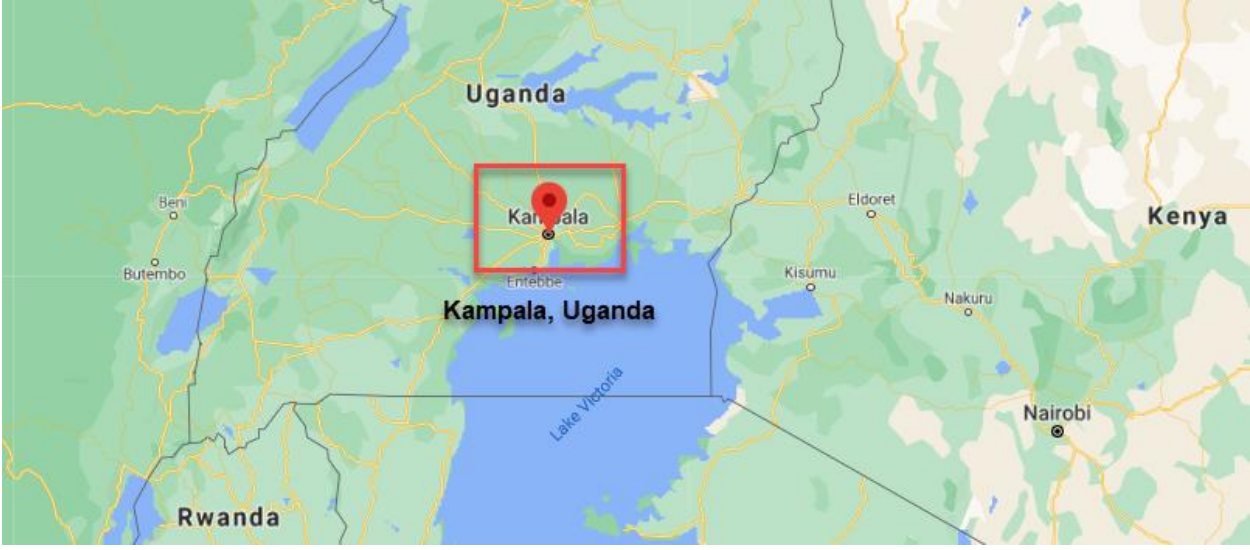 Uganda
Beni
Eldoret
Kampala
Kenya
Butembo
Entebbe
Kisumu
Nakuru
Kampala, Uganda
Lake Victoria
Nairobi
Rwanda